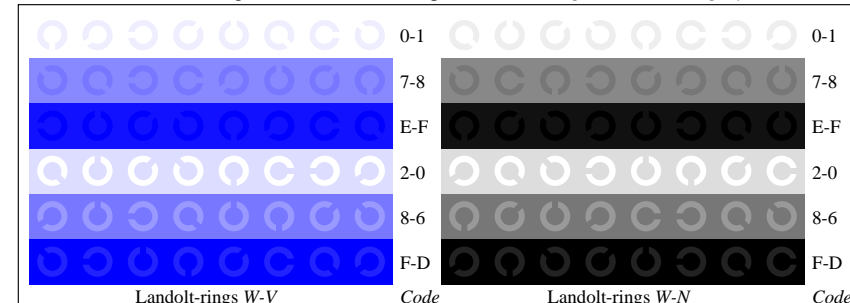 0-1 0-1
7-8 7-8
E-F E-F
2-0 2-0
8-6 8-6
F-D F-D
Landolt-rings W-V Code Landolt-rings W-N Code